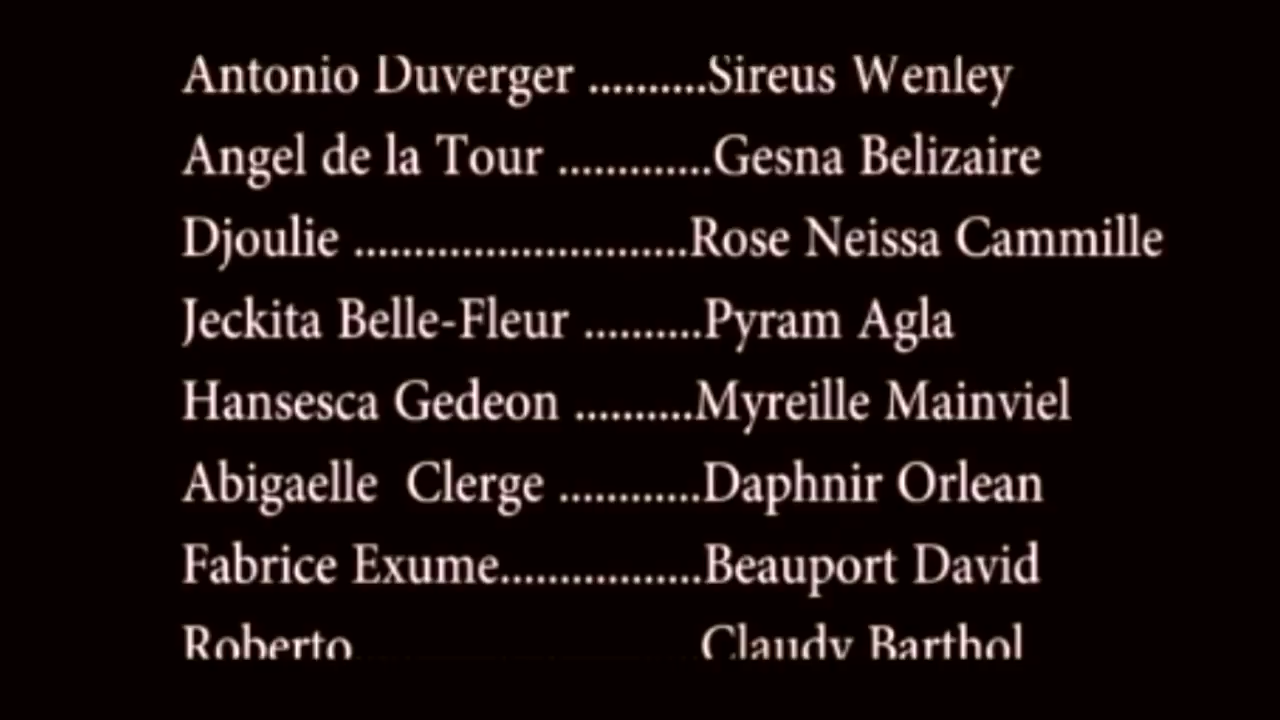 Antonio Duverger ..........Sireus Wenley
Angel de la Tour .............Gesna Belizaire
Djoulie ............................Rose Neissa Cammille
Jeckita Belle-Fleur ..........Pyram Agla
Hansesca Gedeon ..........Myreille Mainviel
Abigaelle  Clerge ............Daphnir Orlean
Fabrice Exume.................Beauport David
Roberto.............................Claudy Barthol